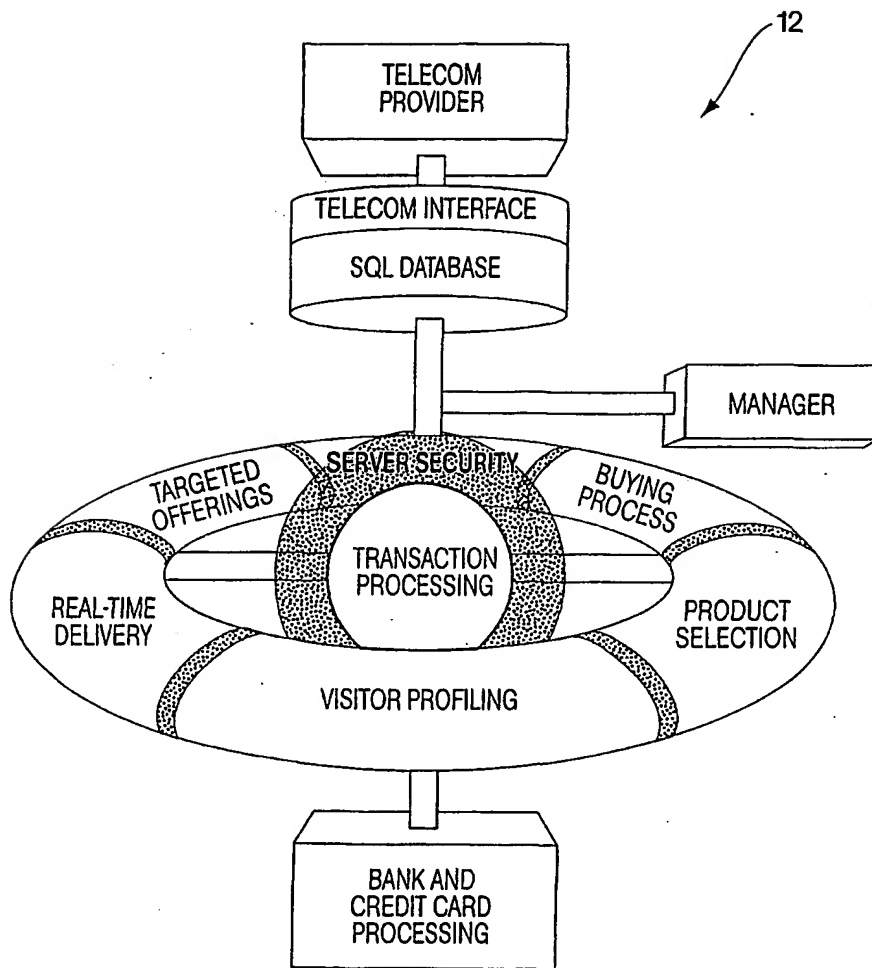 12
TELECOM
PROVIDER
TELECOM INTERFACE
SQL DATABASE
MANAGER
SERVER SECURITY
TARGETED
OFFERINGS
BUYING
PROCESS
TRANSACTION
PROCESSING
REAL-TIME
DELIVERY
PRODUCT
SELECTION
VISITOR PROFILING
BANK AND
CREDIT CARD
PROCESSING